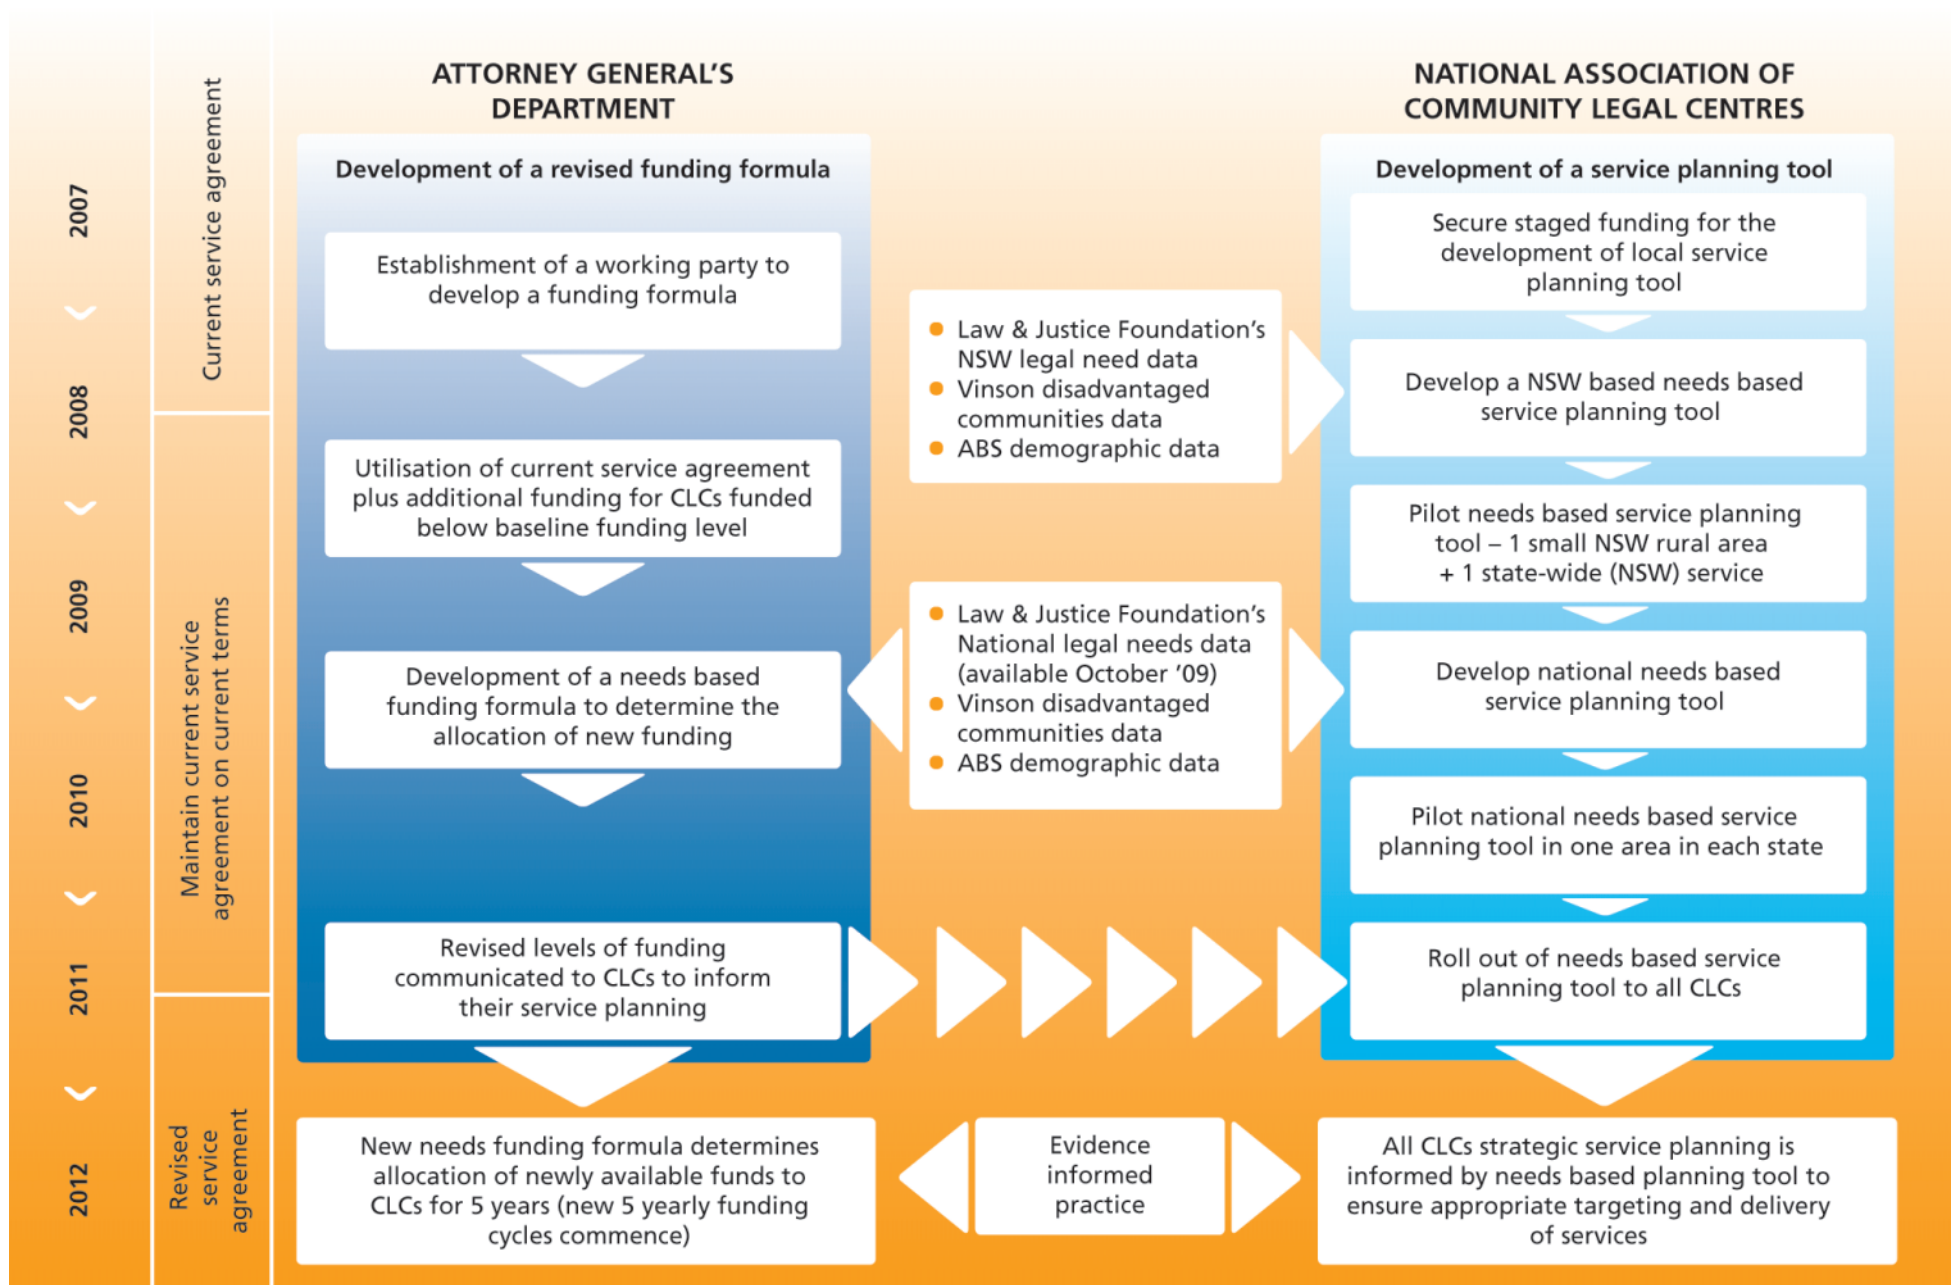 2007
2008
2009
2010
2011
2012
Current service agreement
Maintain current service
agreement on current terms
Revised
service
agreement
ATTORNEY GENERAL’S
DEPARTMENT
Development of a revised funding formula
Establishment of a working party to
develop a funding formula
Utilisation of current service agreement
plus additional funding for CLCs funded
below baseline funding level
Development of a needs based
funding formula to determine the
allocation of new funding
Revised levels of funding
communicated to CLCs to inform
their service planning
New needs funding formula determines
allocation of newly available funds to
CLCs for 5 years (new 5 yearly funding
cycles commence)
● Law & Justice Foundation’s
NSW legal need data
● Vinson disadvantaged
communities data
● ABS demographic data
● Law & Justice Foundation’s
National legal needs data
(available October ’09)
● Vinson disadvantaged
communities data
● ABS demographic data
Evidence
informed
practice
NATIONAL ASSOCIATION OF
COMMUNITY LEGAL CENTRES
Development of a service planning tool
Secure staged funding for the
development of local service
planning tool
Develop a NSW based needs based
service planning tool
Pilot needs based service planning
tool – 1 small NSW rural area
+ 1 state-wide (NSW) service
Develop national needs based
service planning tool
Pilot national needs based service
planning tool in one area in each state
Roll out of needs based service
planning tool to all CLCs
All CLCs strategic service planning is
informed by needs based planning tool to
ensure appropriate targeting and delivery
of services